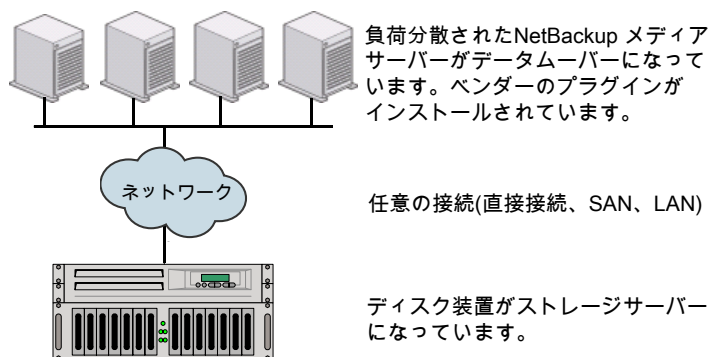 負荷分散されたNetBackup メディア
サーバーがデータムーバーになって
います。ベンダーのプラグインが
インストールされています。
ネットワーク
任意の接続(直接接続、SAN、LAN)
ディスク装置がストレージサーバー
になっています。